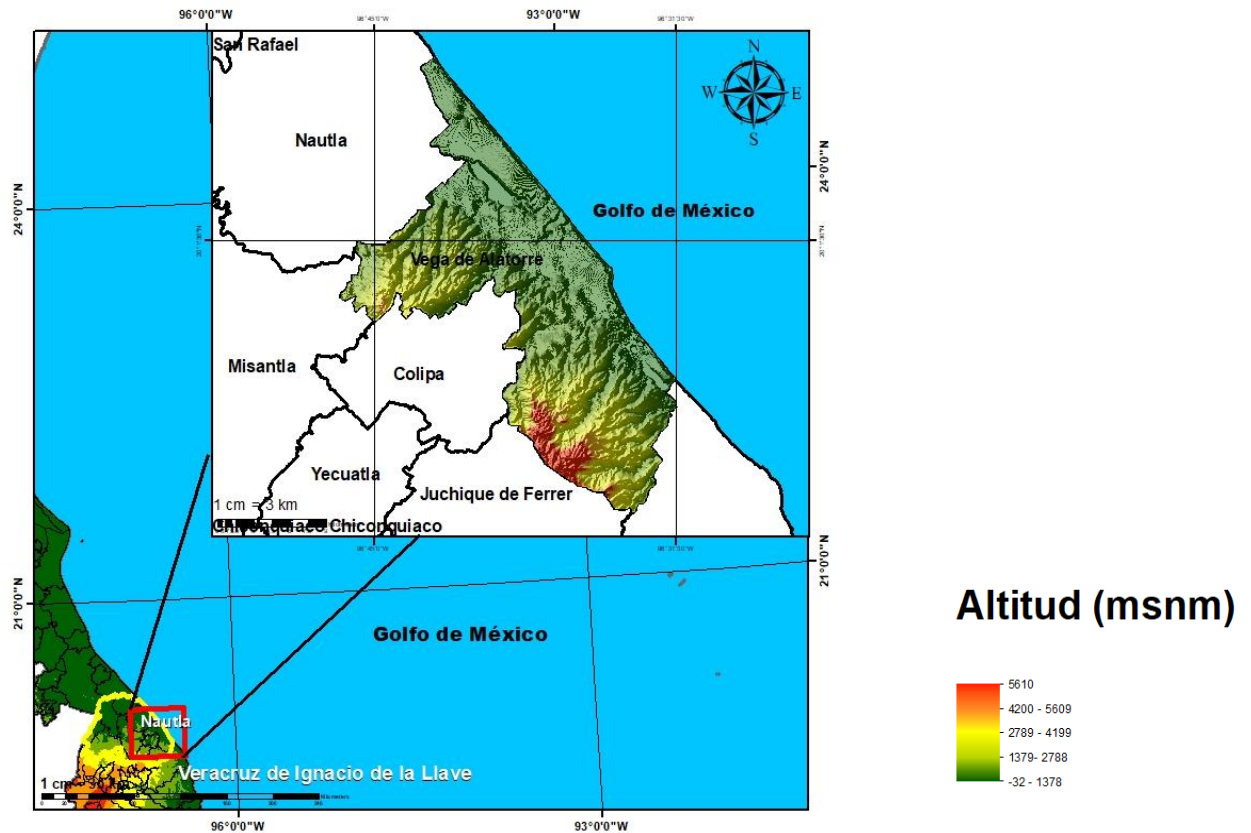 96°0'0"W
93°0'0"W
San Rafael
N
W
E
S
Nautla
24°0'0"N
24°0'0"N
Golfo de México
Vega de Alatorre
Misantla
Colipa
Yecuatla
Juchique de Ferrer
1 cm = 3 km
Chiconquiaco Chiconquiaco
21°0'0"N
21°0'0"N
Golfo de México
Nautla
Veracruz de Ignacio de la Llave
1 cm
96°0'0"W
93°0'0"W
Altitud (msnm)
5610
4200 - 5609
2789 - 4199
1379- 2788
-32 - 1378